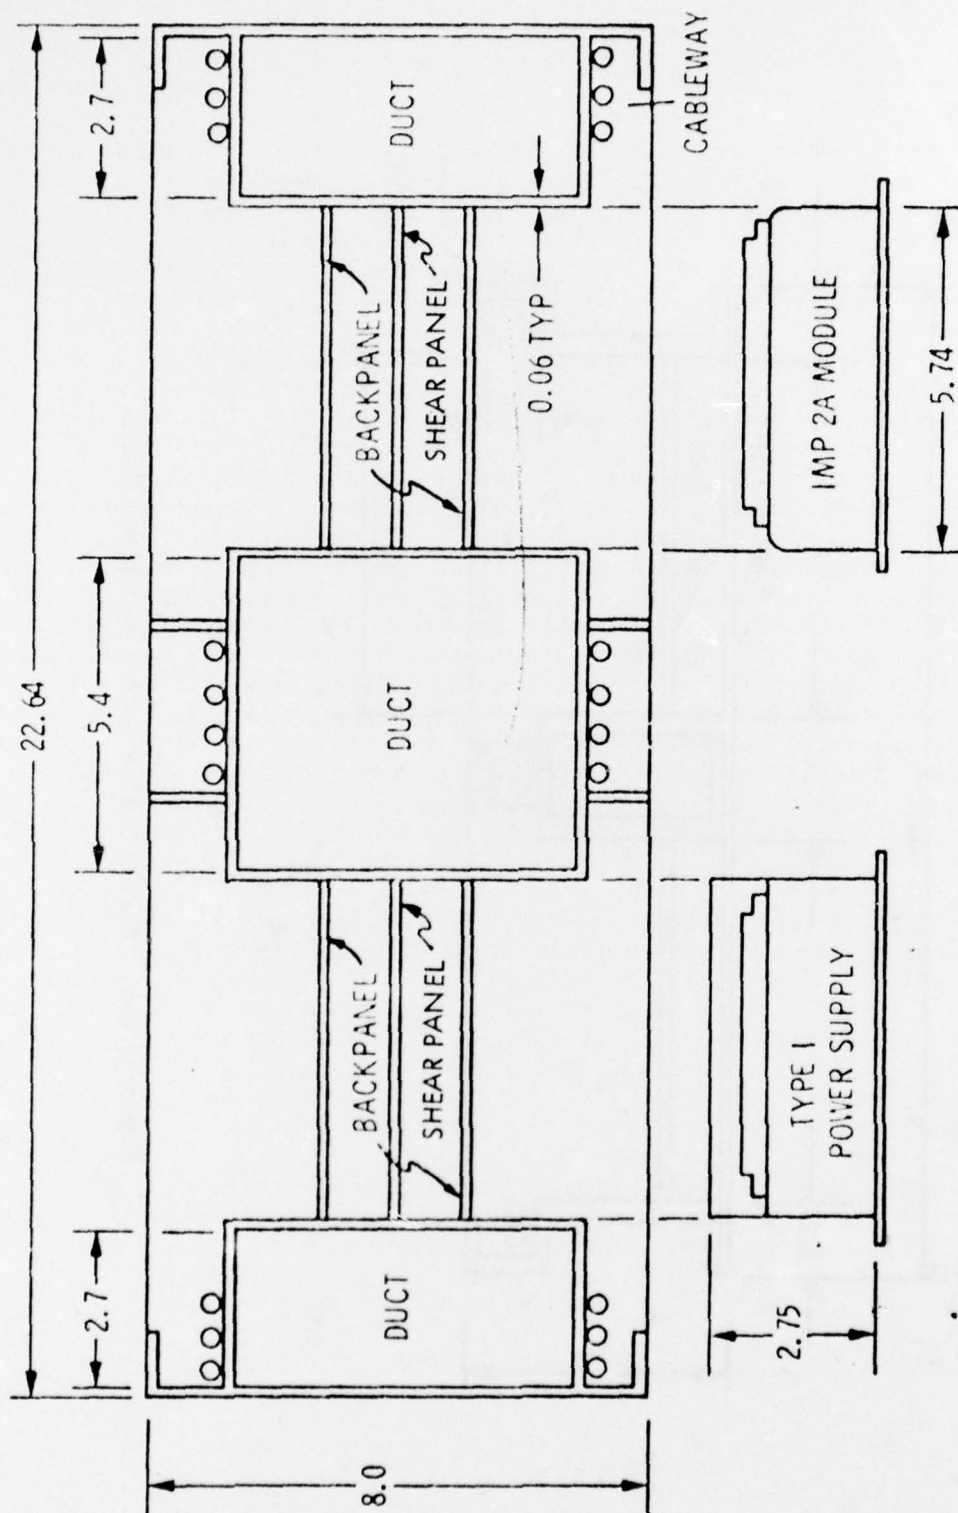 22.64
2.7
5.4
2.7
8.0
DUCT
BACKPANEL
SHEAR PANEL
DUCT
BACKPANEL
SHEAR PANEL
DUCT
0.06 TYP
CABLEWAY
2.75
TYPE I
POWER SUPPLY
IMP 2A MODULE
5.74